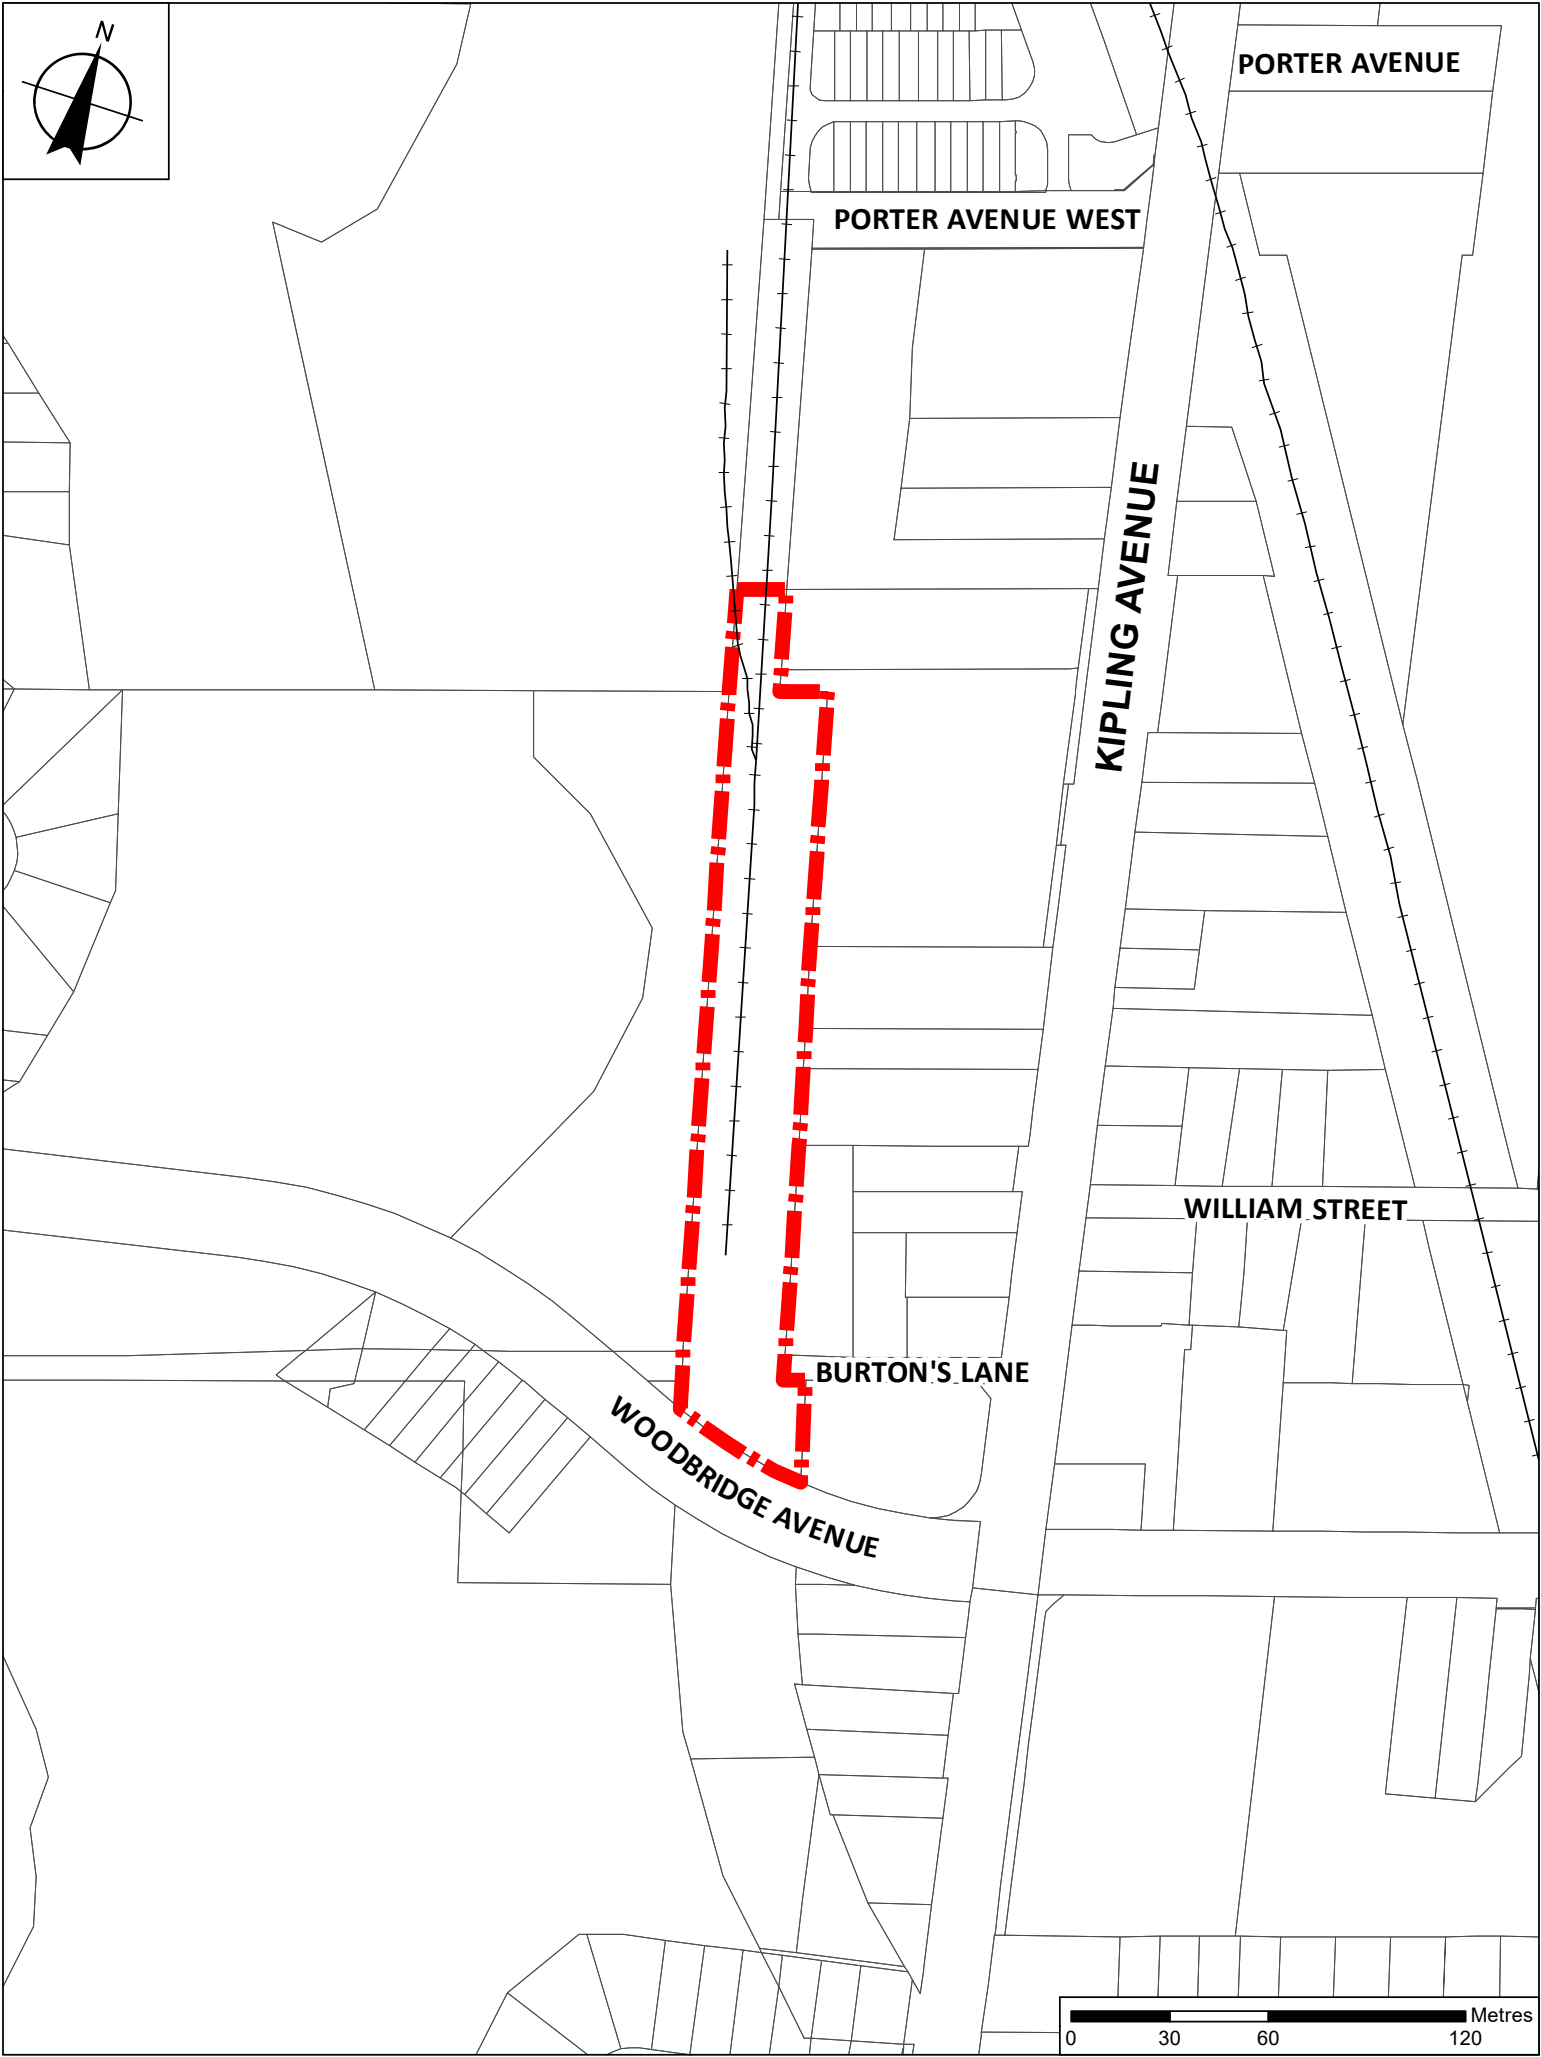 N
PORTER AVENUE
PORTER AVENUE WEST
KIPLING AVENUE
WILLIAM STREET
BURTON'S LANE
WOODBRIDGE AVENUE
Metres
0 30 60 120